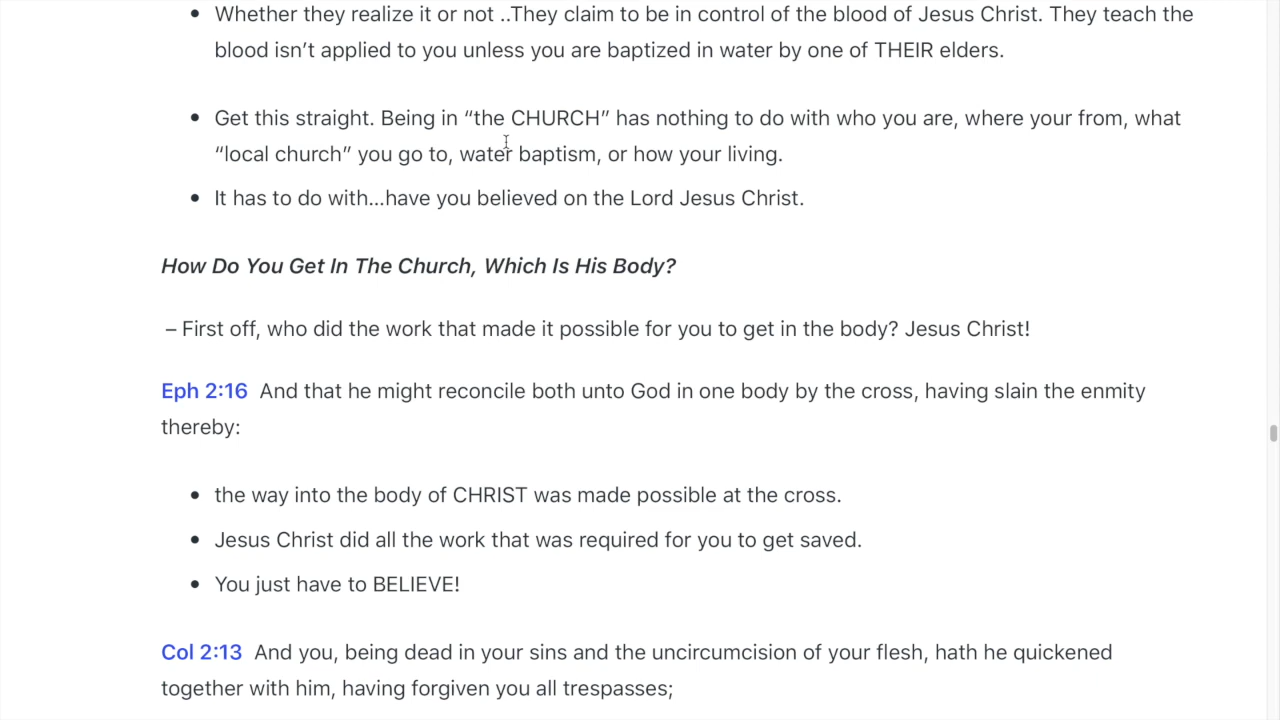 • Whether they realize it or not ..They claim to be in control of the blood of Jesus Christ. They teach the
blood isn’t applied to you unless you are baptized in water by one of THEIR elders.
• Get this straight. Being in “the CHURCH” has nothing to do with who you are, where your from, what
“local church” you go to, water baptism, or how your living.
• It has to do with...have you believed on the Lord Jesus Christ.
How Do You Get In The Church, Which Is His Body?
– First off, who did the work that made it possible for you to get in the body? Jesus Christ!
Eph 2:16 And that he might reconcile both unto God in one body by the cross, having slain the enmity
thereby:
• the way into the body of CHRIST was made possible at the cross.
• Jesus Christ did all the work that was required for you to get saved.
• You just have to BELIEVE!
Col 2:13 And you, being dead in your sins and the uncircumcision of your flesh, hath he quickened
together with him, having forgiven you all trespasses;